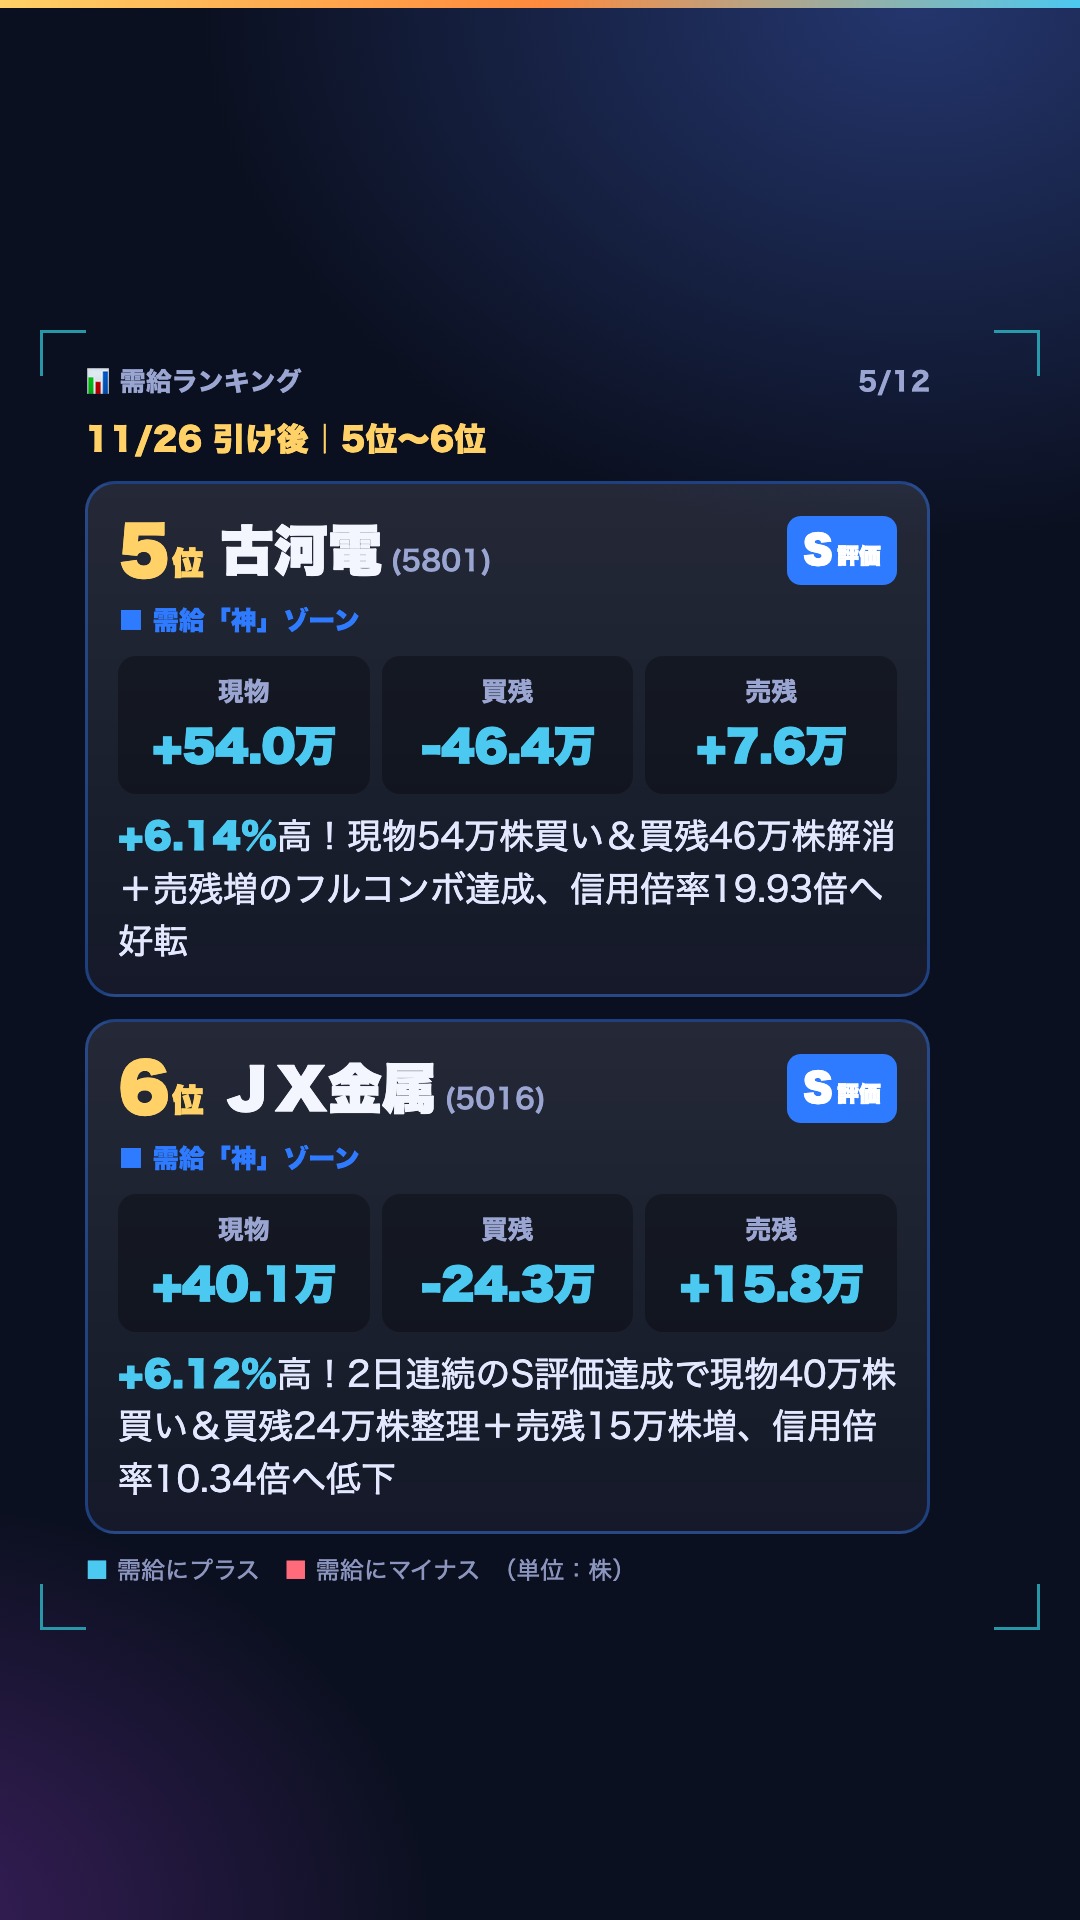 📊 需給ランキング 5/12
11/26 引け後｜5位〜6位
5位 古河電 (5801) S評価
■ 需給「神」ゾーン
現物 買残 売残
+54.0万 -46.4万 +7.6万
+6.14%高！現物54万株買い＆買残46万株解消
＋売残増のフルコンボ達成、信用倍率19.93倍へ
好転
6位 ＪＸ金属 (5016) S評価
■ 需給「神」ゾーン
現物 買残 売残
+40.1万 -24.3万 +15.8万
+6.12%高！2日連続のS評価達成で現物40万株
買い＆買残24万株整理＋売残15万株増、信用倍
率10.34倍へ低下
■ 需給にプラス ■ 需給にマイナス （単位：株）